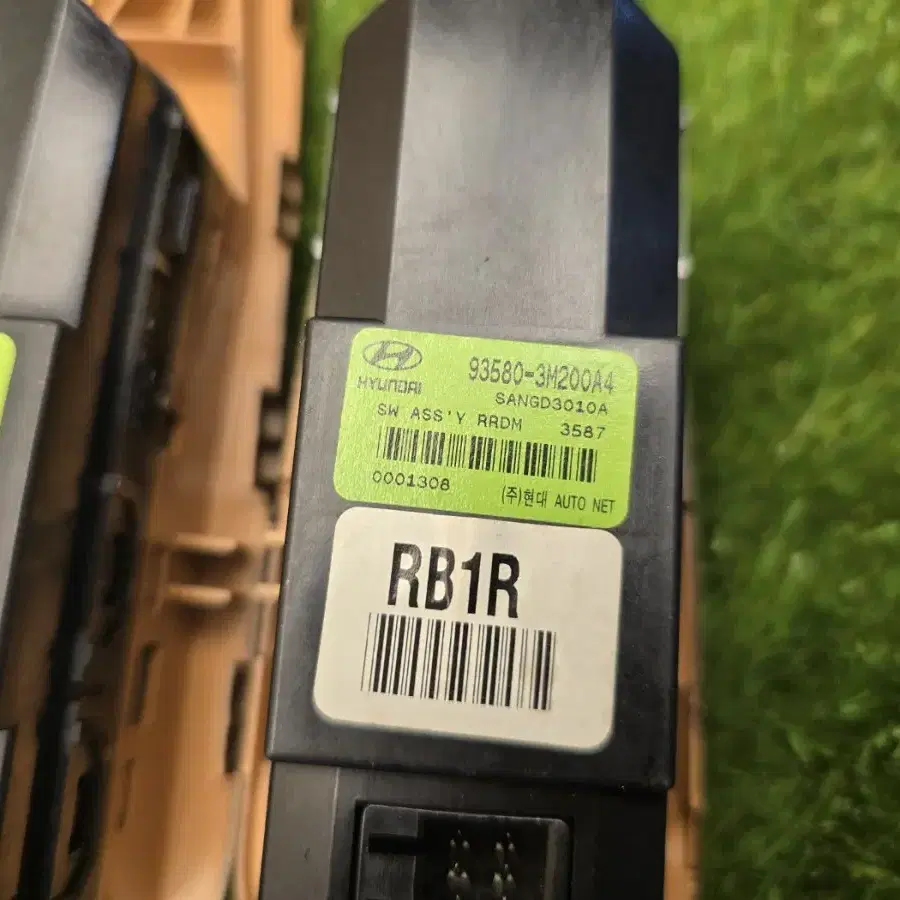 HYUNDAI
93580-3M200A4
SANGD3010A
SW ASS'Y RRDM 3587
0001308
(주)현대 AUTO NET
RB1R